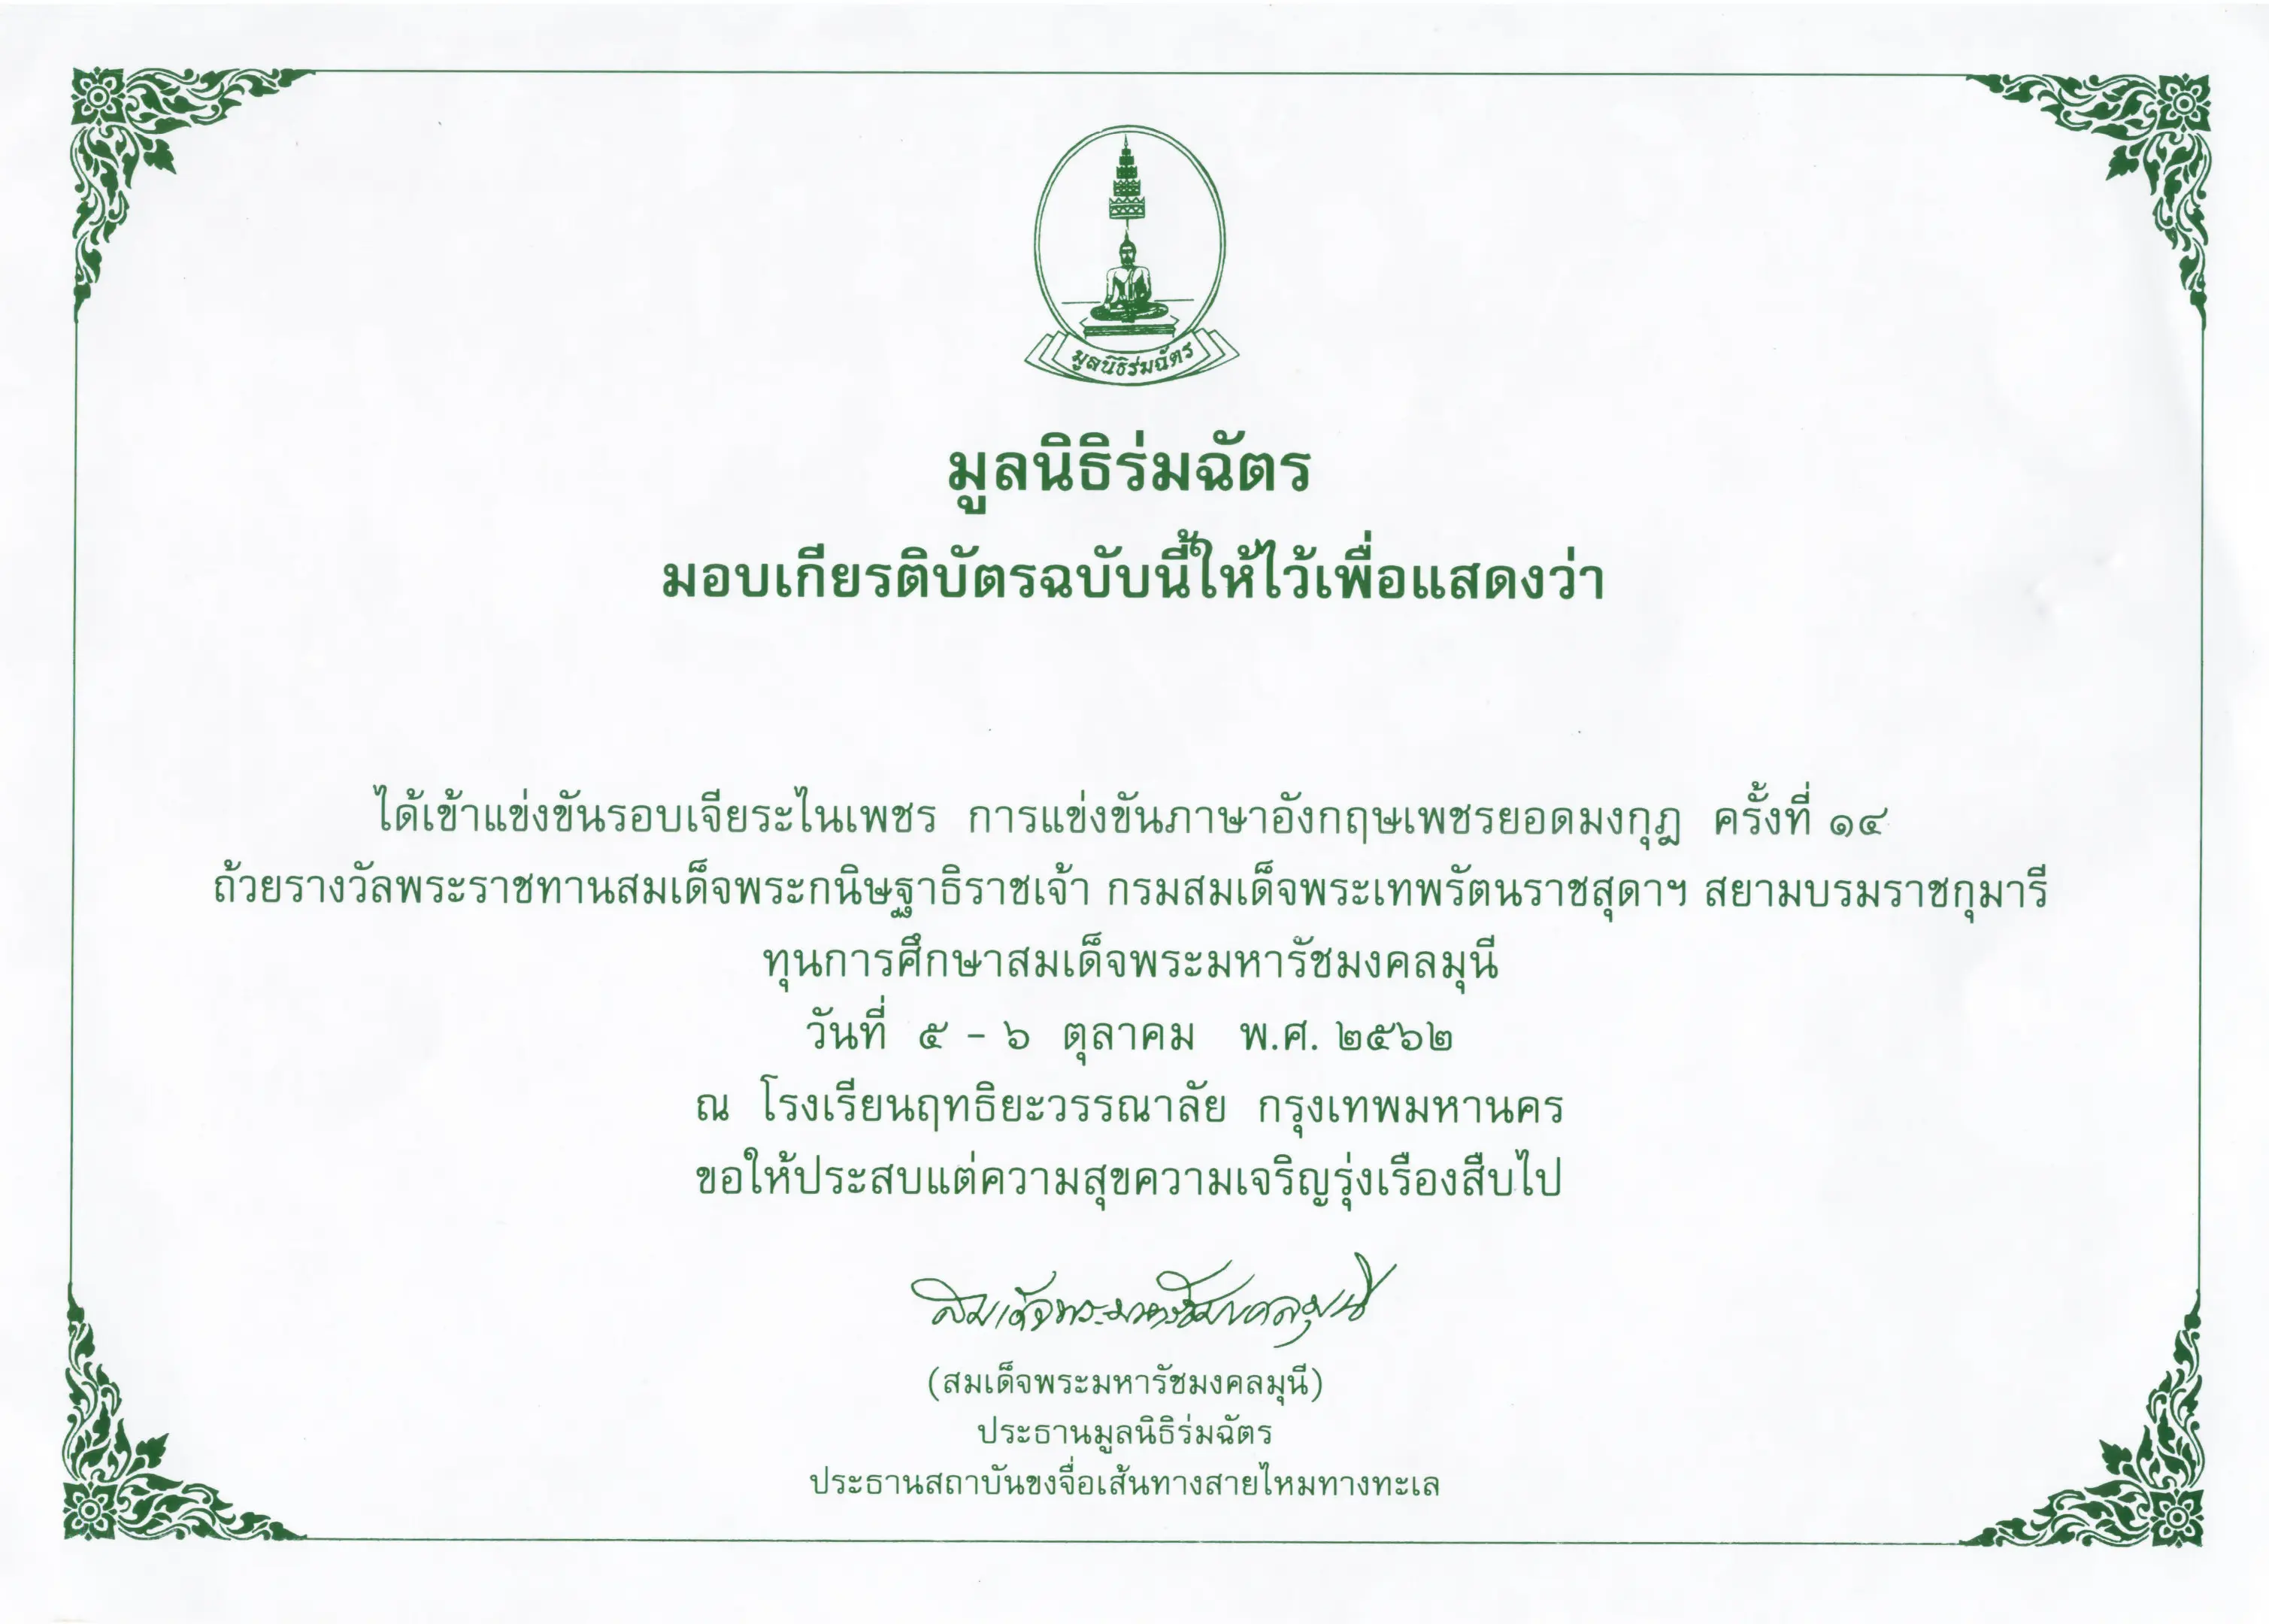 มูลนิธิร่มฉัตร
มูลนิธิร่มฉัตร
มอบเกียรติบัตรฉบับนี้ให้ไว้เพื่อแสดงว่า
ได้เข้าแข่งขันรอบเจียระไนเพชร การแข่งขันภาษาอังกฤษเพชรยอดมงกุฎ ครั้งที่ ๑๔
ถ้วยรางวัลพระราชทานสมเด็จพระกนิษฐาธิราชเจ้า กรมสมเด็จพระเทพรัตนราชสุดาฯ สยามบรมราชกุมารี
ทุนการศึกษาสมเด็จพระมหารัชมงคลมุนี
วันที่ ๕ - ๖ ตุลาคม พ.ศ. ๒๕๖๒
ณ โรงเรียนฤทธิยะวรรณาลัย กรุงเทพมหานคร
ขอให้ประสบแต่ความสุขความเจริญรุ่งเรืองสืบไป
สมเด็จพระมหารัชมงคลมุนี
(สมเด็จพระมหารัชมงคลมุนี)
ประธานมูลนิธิร่มฉัตร
ประธานสถาบันขงจื่อเส้นทางสายไหมทางทะเล